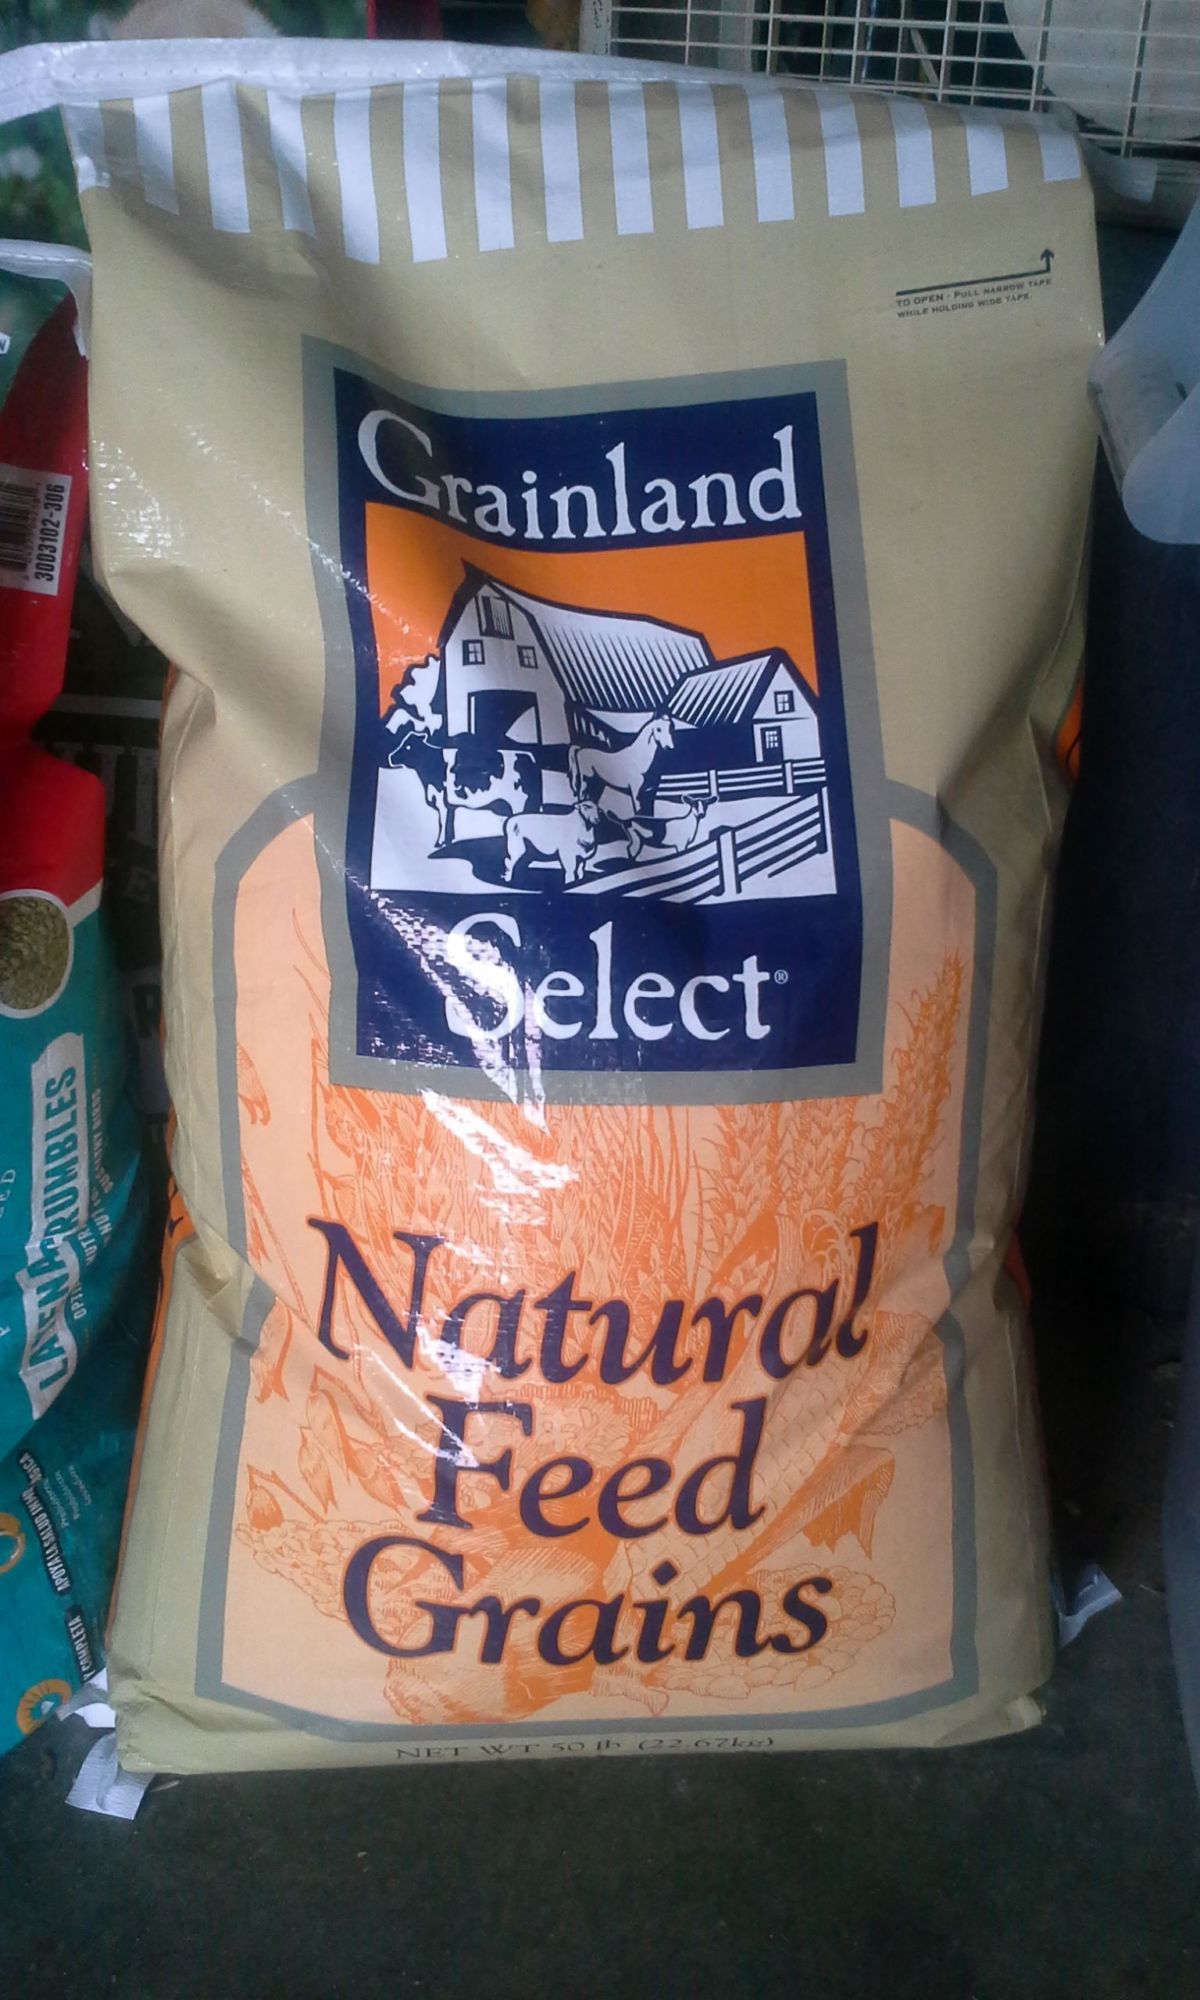 TO OPEN - PULL NARROW TAPE
WHILE HOLDING WIDE TAPE
Grainland
Select®
Natural
Feed
Grains
NET WT 50 lb (22.67kg)
3003102-306
CRUMBLES